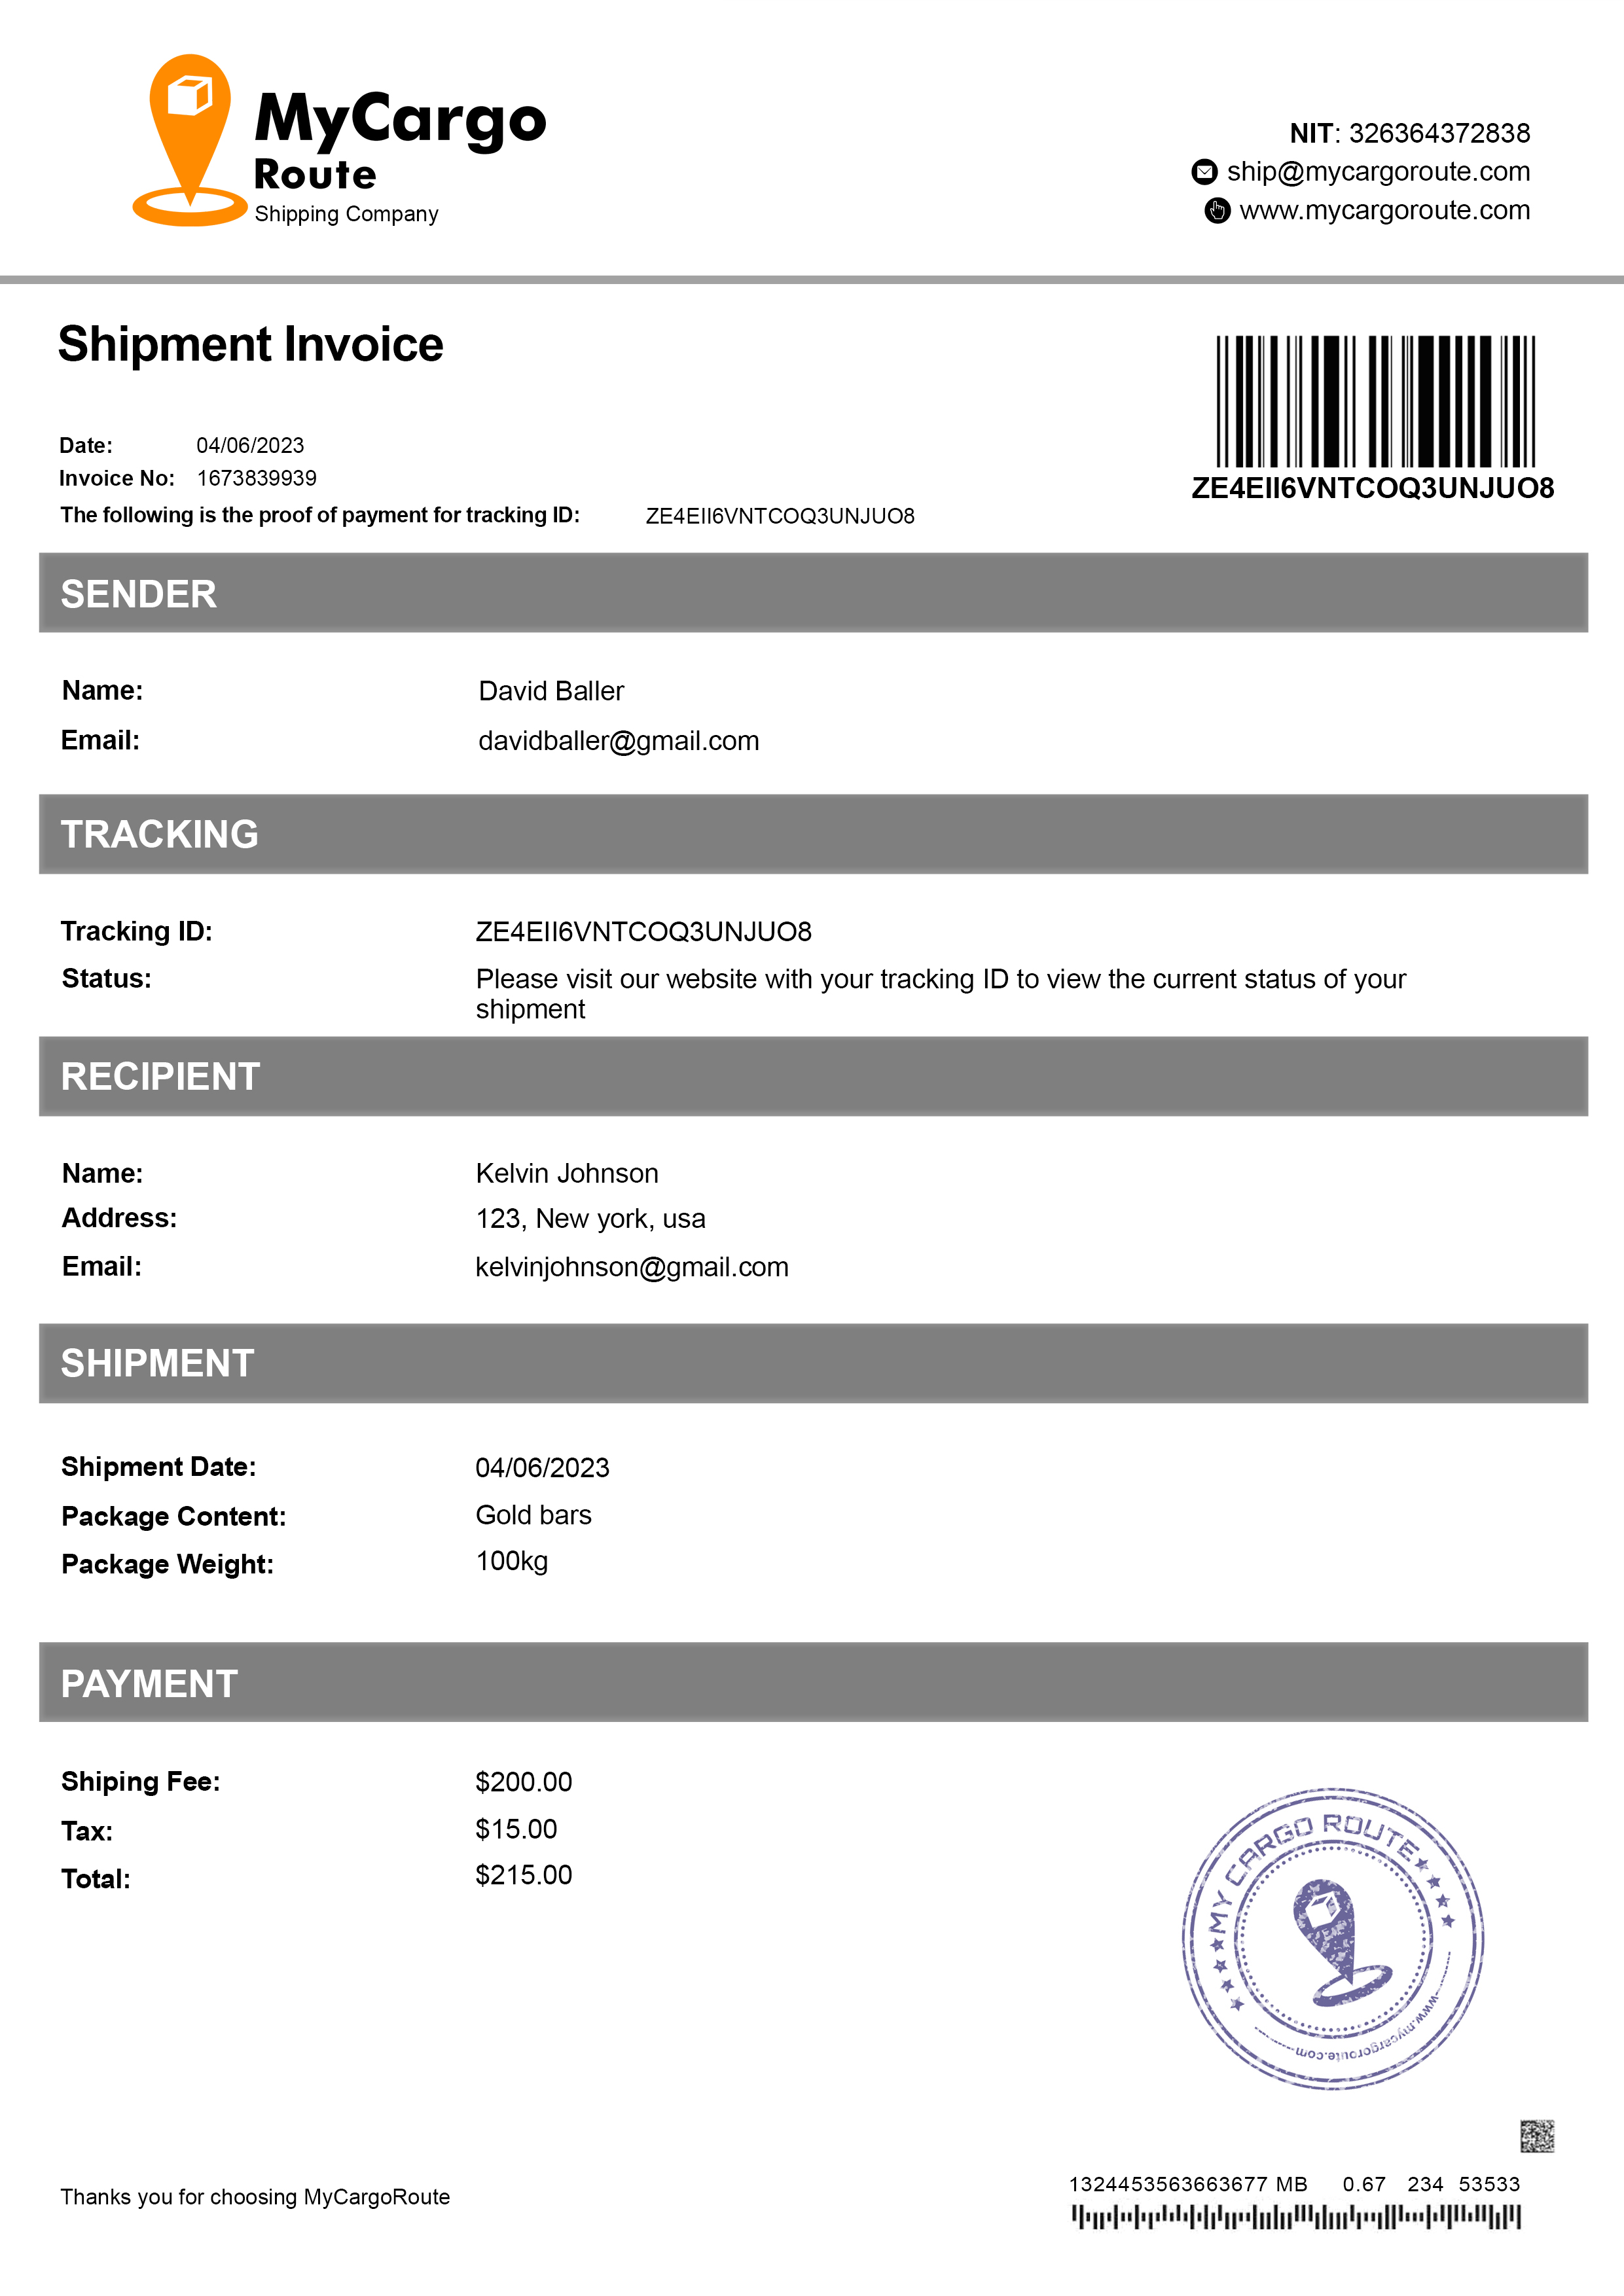 MyCargo
Route
Shipping Company
NIT: 326364372838
ship@mycargoroute.com
www.mycargoroute.com
Shipment Invoice
Date: 04/06/2023
Invoice No: 1673839939
The following is the proof of payment for tracking ID: ZE4EII6VNTCOQ3UNJUO8
ZE4EII6VNTCOQ3UNJUO8
SENDER
Name: David Baller
Email: davidballer@gmail.com
TRACKING
Tracking ID: ZE4EII6VNTCOQ3UNJUO8
Status: Please visit our website with your tracking ID to view the current status of your
shipment
RECIPIENT
Name: Kelvin Johnson
Address: 123, New york, usa
Email: kelvinjohnson@gmail.com
SHIPMENT
Shipment Date: 04/06/2023
Package Content: Gold bars
Package Weight: 100kg
PAYMENT
Shiping Fee: $200.00
Tax: $15.00
Total: $215.00
MY CARGO ROUTE
www.mycargoroute.com
Thanks you for choosing MyCargoRoute
1324453563663677 MB 0.67 234 53533